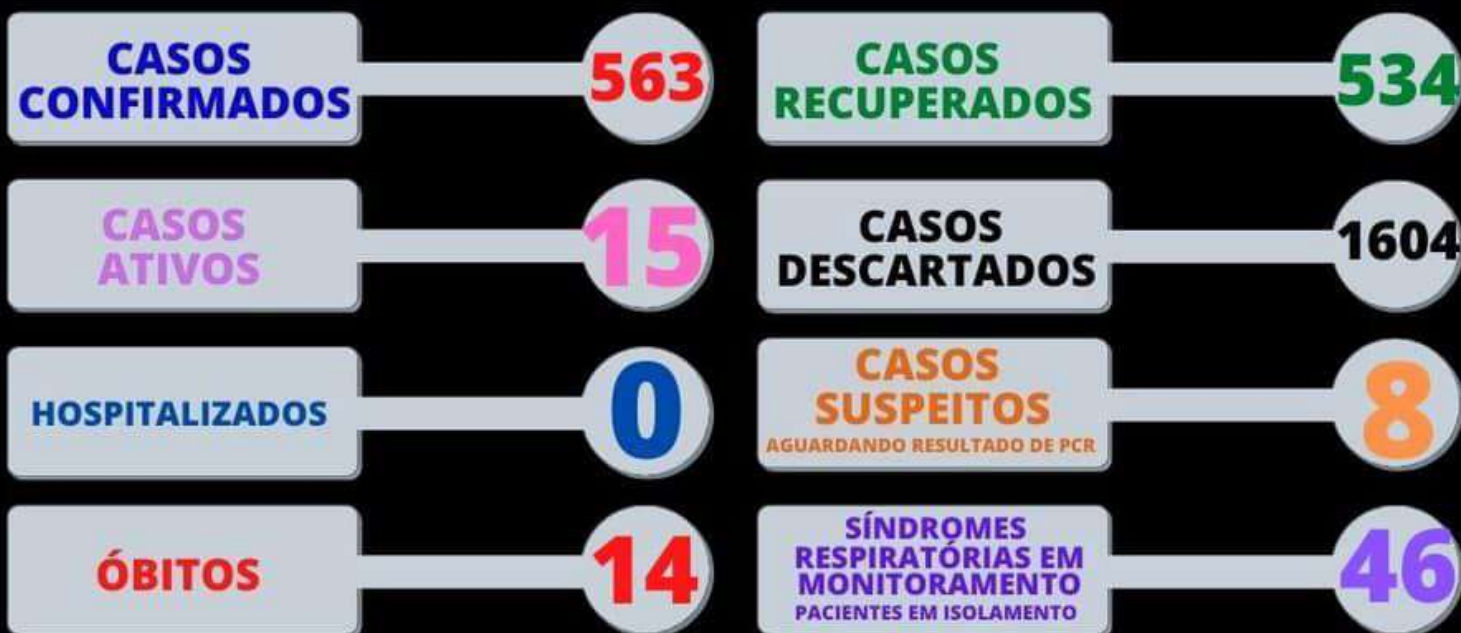 CASOS
CONFIRMADOS
563
CASOS
RECUPERADOS
534
CASOS
ATIVOS
15
CASOS
DESCARTADOS
1604
HOSPITALIZADOS
0
CASOS
SUSPEITOS
AGUARDANDO RESULTADO DE PCR
8
ÓBITOS
14
SÍNDROMES
RESPIRATÓRIAS EM
MONITORAMENTO
PACIENTES EM ISOLAMENTO
46